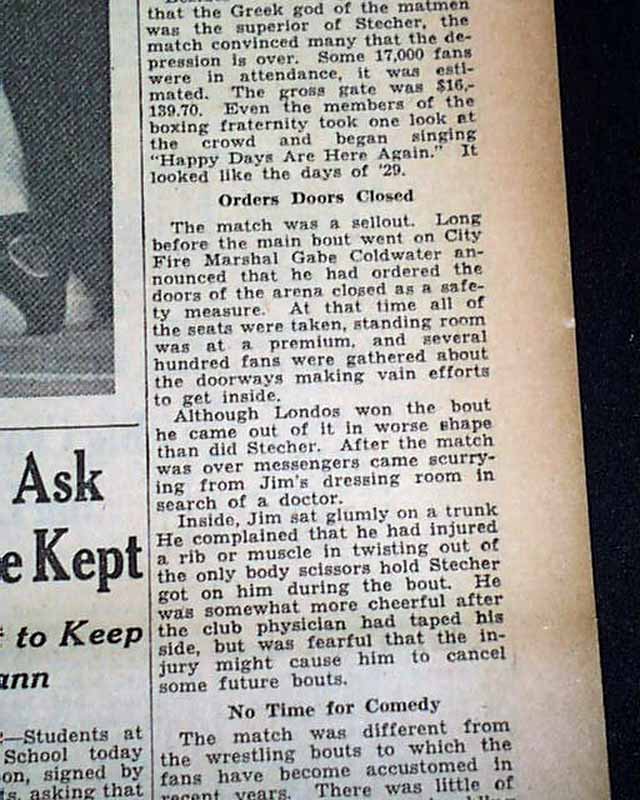 that the Greek god of the matmen
was the superior of Stecher, the
match convinced many that the de-
pression is over. Some 17,000 fans
were in attendance, it was esti-
mated. The gross gate was $16,-
139.70. Even the members of the
boxing fraternity took one look at
the crowd and began singing
"Happy Days Are Here Again." It
looked like the days of '29.
Orders Doors Closed
The match was a sellout. Long
before the main bout went on City
Fire Marshal Gabe Coldwater an-
nounced that he had ordered the
doors of the arena closed as a safe-
ty measure. At that time all of
the seats were taken, standing room
was at a premium, and several
hundred fans were gathered about
the doorways making vain efforts
to get inside.
Although Londos won the bout
he came out of it in worse shape
than did Stecher. After the match
was over messengers came scurry-
ing from Jim's dressing room in
search of a doctor.
Inside, Jim sat glumly on a trunk
He complained that he had injured
a rib or muscle in twisting out of
the only body scissors hold Stecher
got on him during the bout. He
was somewhat more cheerful after
the club physician had taped his
side, but was fearful that the in-
jury might cause him to cancel
some future bouts.
No Time for Comedy
The match was different from
the wrestling bouts to which the
fans have become accustomed in
recent years. There was little of
Ask
e Kept
to Keep
ann
—Students at
School today
on, signed by
ts, asking that